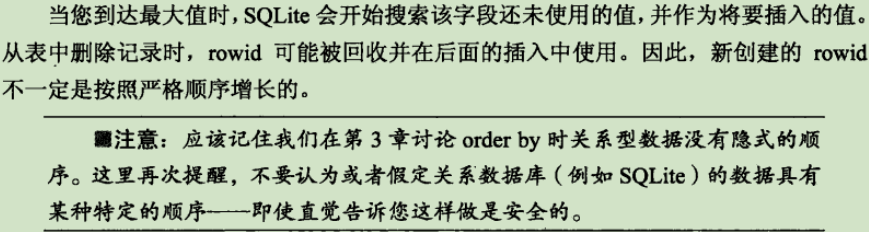 当您到达最大值时，SQLite 会开始搜索该字段还未使用的值，并作为将要插入的值。
从表中删除记录时，rowid 可能被回收并在后面的插入中使用。因此，新创建的 rowid
不一定是按照严格顺序增长的。
■注意：应该记住我们在第 3 章讨论 order by 时关系型数据没有隐式的顺
序。这里再次提醒，不要认为或者假定关系数据库（例如 SQLite）的数据具有
某种特定的顺序——即使直觉告诉您这样做是安全的。